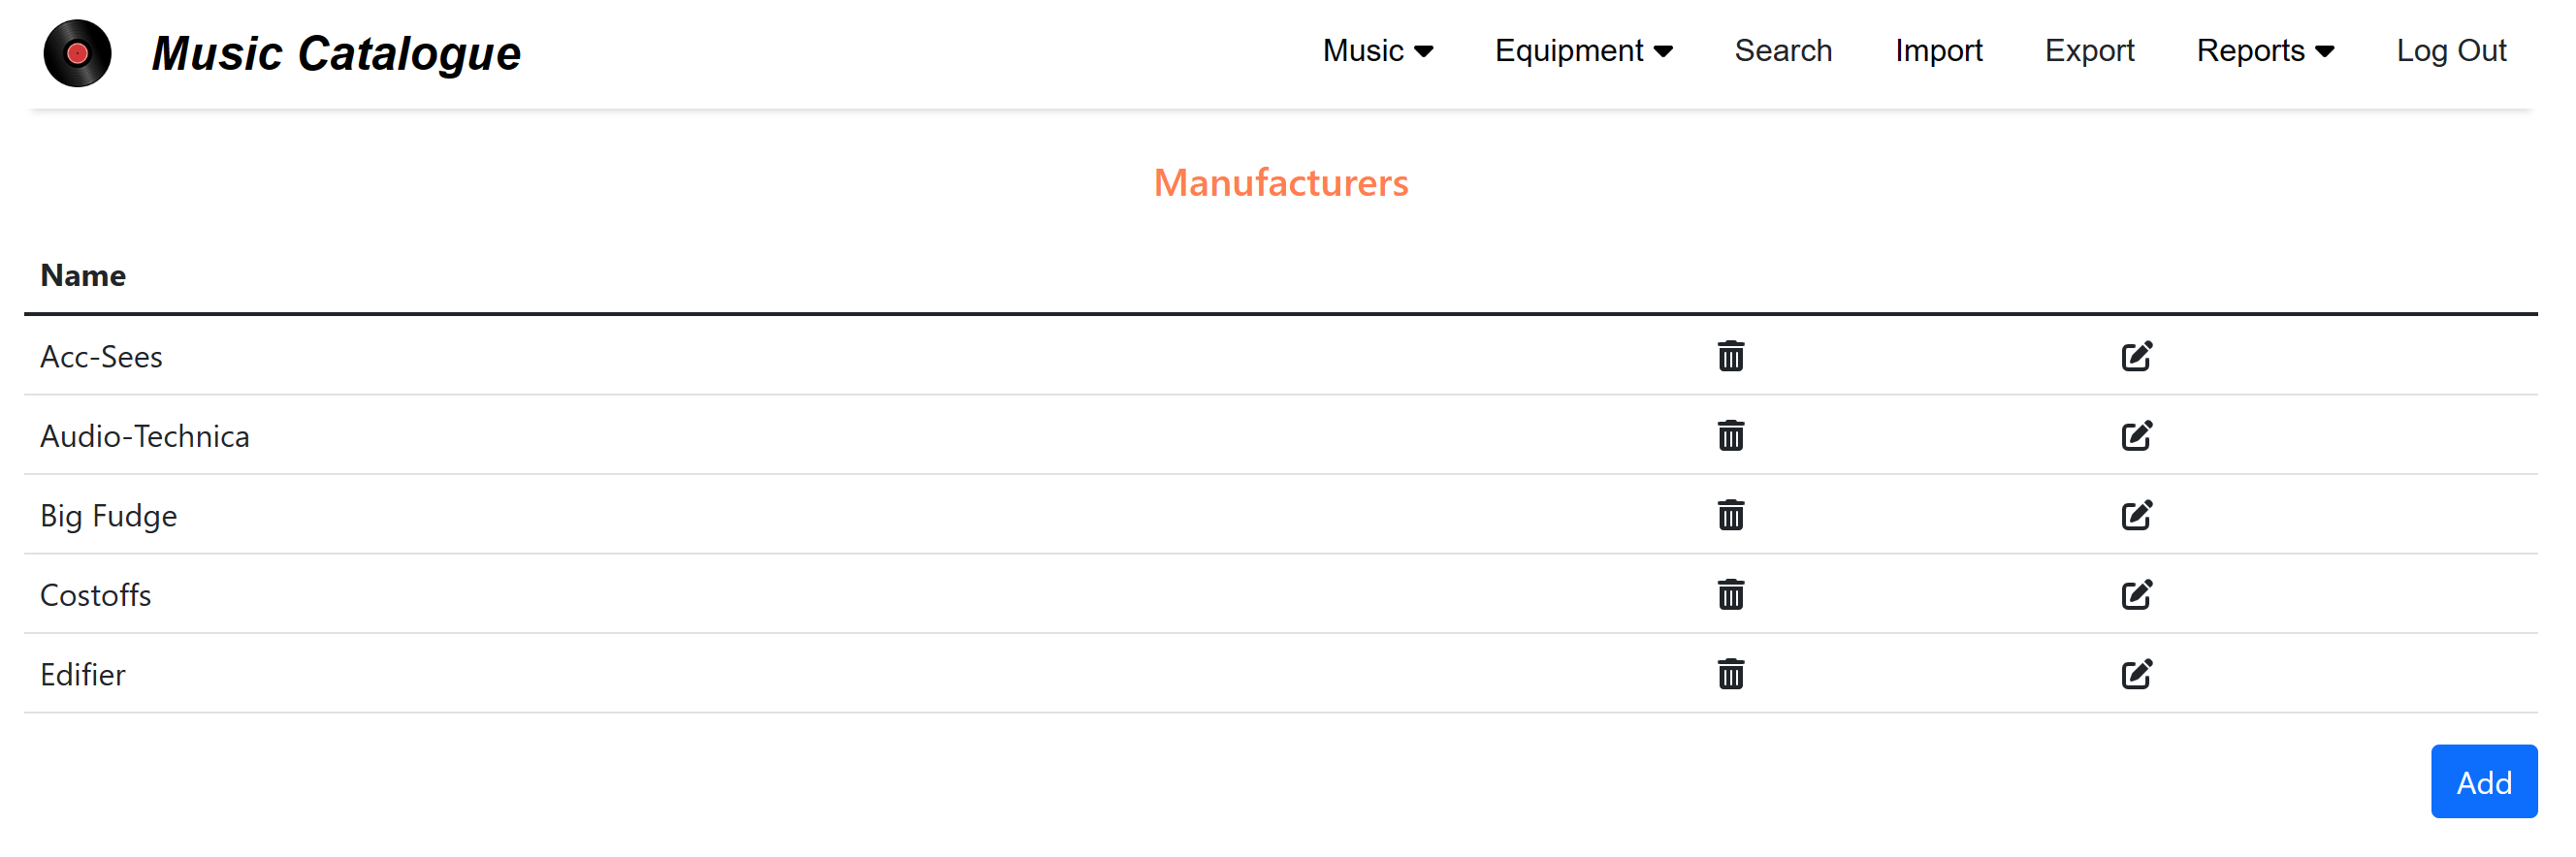 Music Catalogue Music Equipment Search Import Export Reports Log Out
Manufacturers
Name
Acc-Sees
Audio-Technica
Big Fudge
Costoffs
Edifier
Add